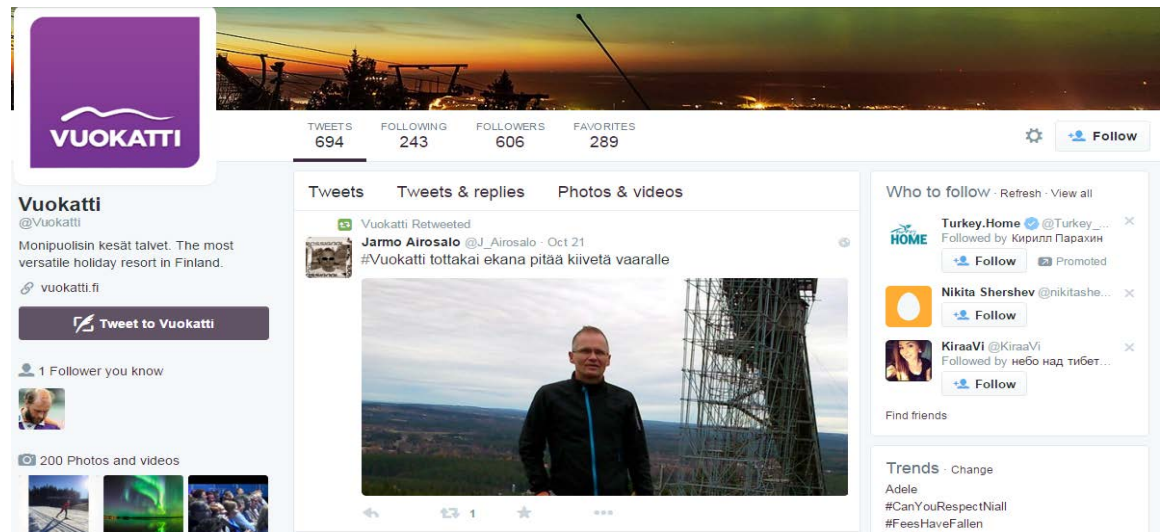 VUOKATTI
TWEETS
694
FOLLOWING
243
FOLLOWERS
606
FAVORITES
289
Follow
Vuokatti
@Vuokatti
Monipuolisin kesät talvet. The most
versatile holiday resort in Finland.
vuokatti.fi
Tweet to Vuokatti
1 Follower you know
200 Photos and videos
Tweets Tweets & replies Photos & videos
Vuokatti Retweeted
Jarmo Airosalo @J_Airosalo · Oct 21
#Vuokatti tottakai ekana pitää kiivetä vaaralle
1
Who to follow · Refresh · View all
Turkey.Home @Turkey_...
HOME
Followed by Кирилл Парахин
Follow Promoted
Nikita Shershev @nikitashe...
Follow
KiraaVi @KiraaVi
Followed by небо над тибет...
Follow
Find friends
Trends · Change
Adele
#CanYouRespectNiall
#FeesHaveFallen